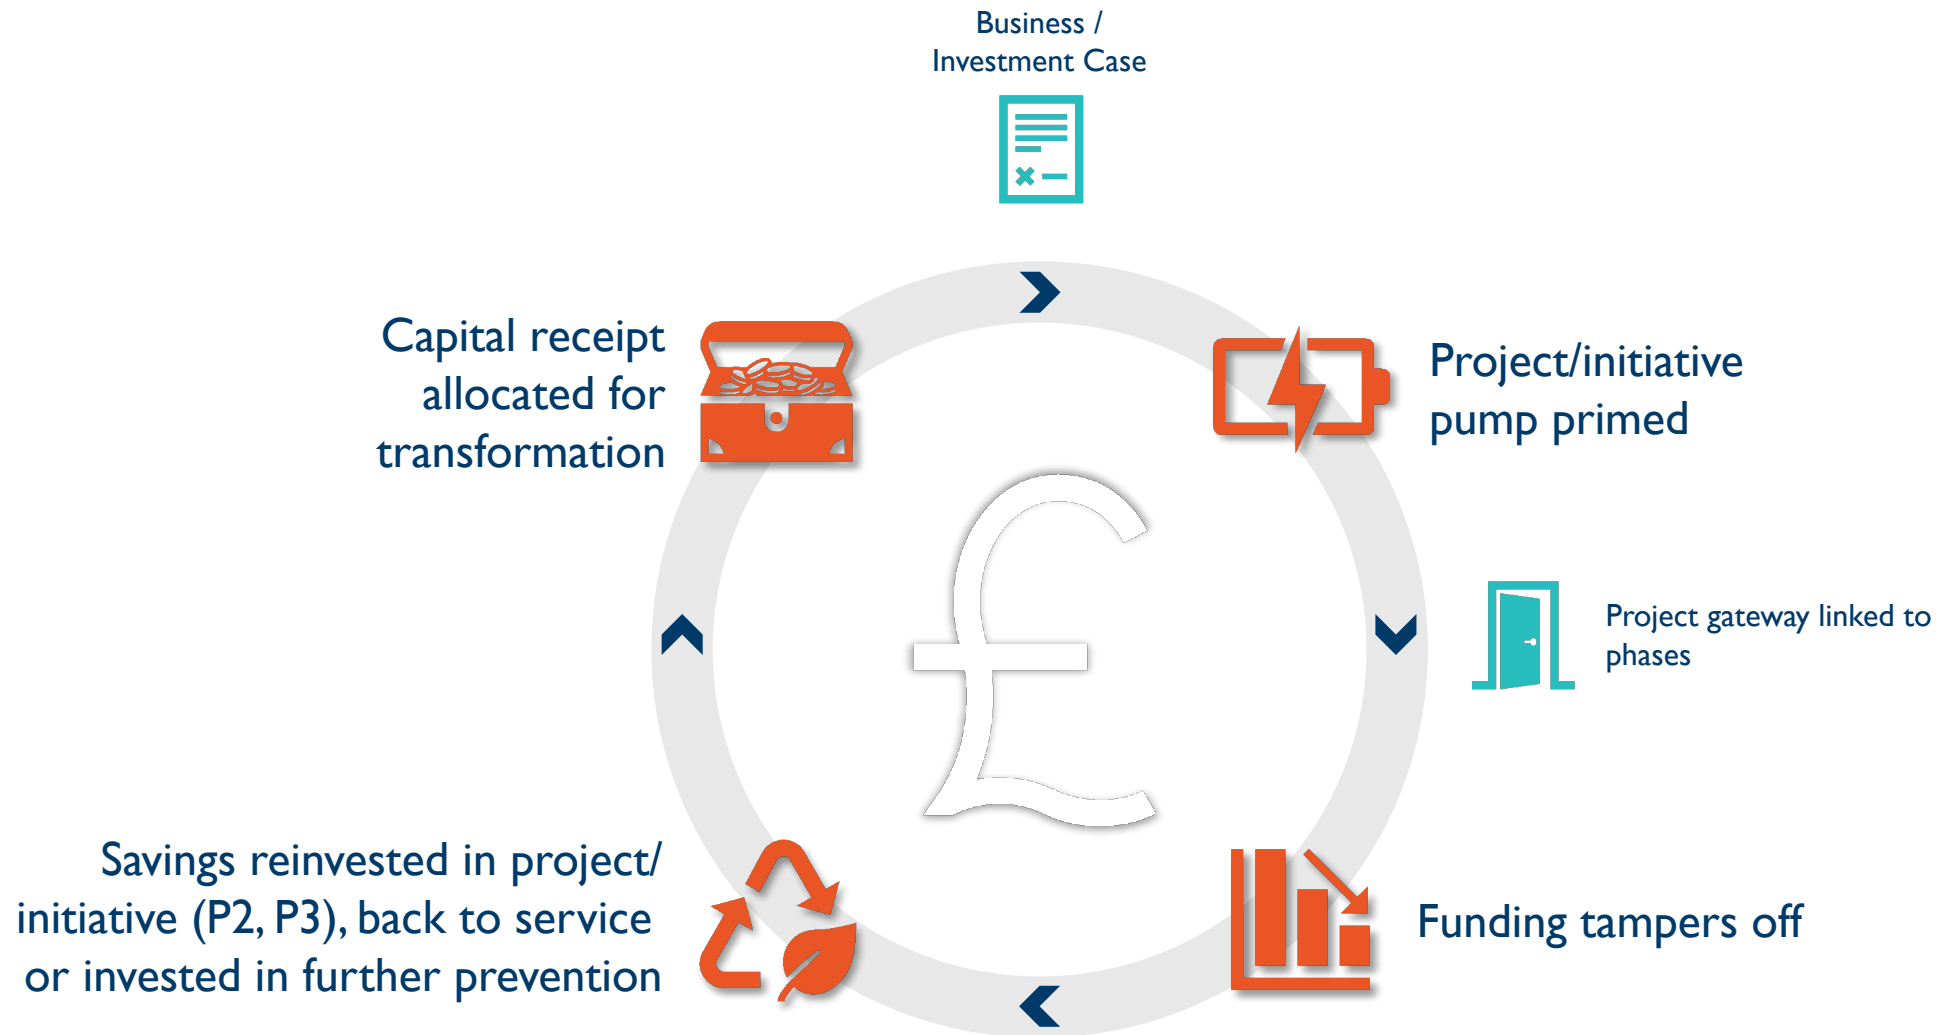 Business /
Investment Case
Capital receipt
allocated for
transformation
Project/initiative
pump primed
Project gateway linked to
phases
Savings reinvested in project/
initiative (P2, P3), back to service
or invested in further prevention
Funding tampers off
£